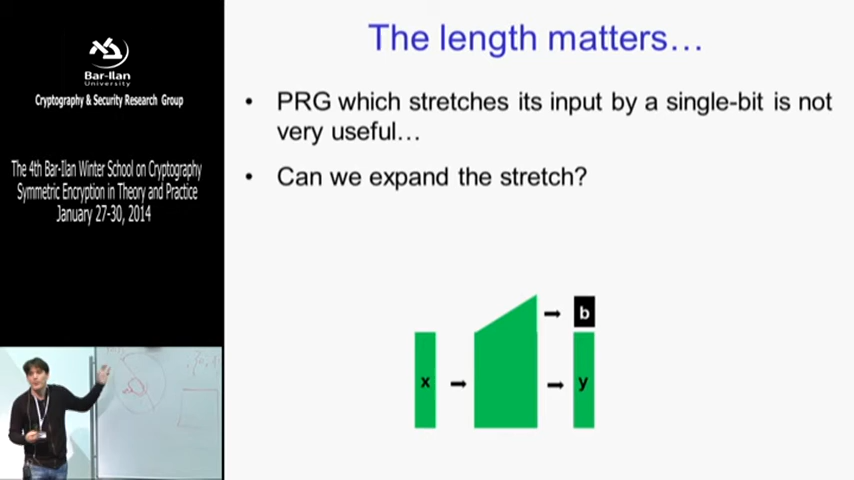 Bar-Ilan
University
Cryptography & Security Research Group
The 4th Bar-Ilan Winter School on Cryptography
Symmetric Encryption in Theory and Practice
January 27-30, 2014
The length matters…
• PRG which stretches its input by a single-bit is not
very useful…
• Can we expand the stretch?
b
x
y